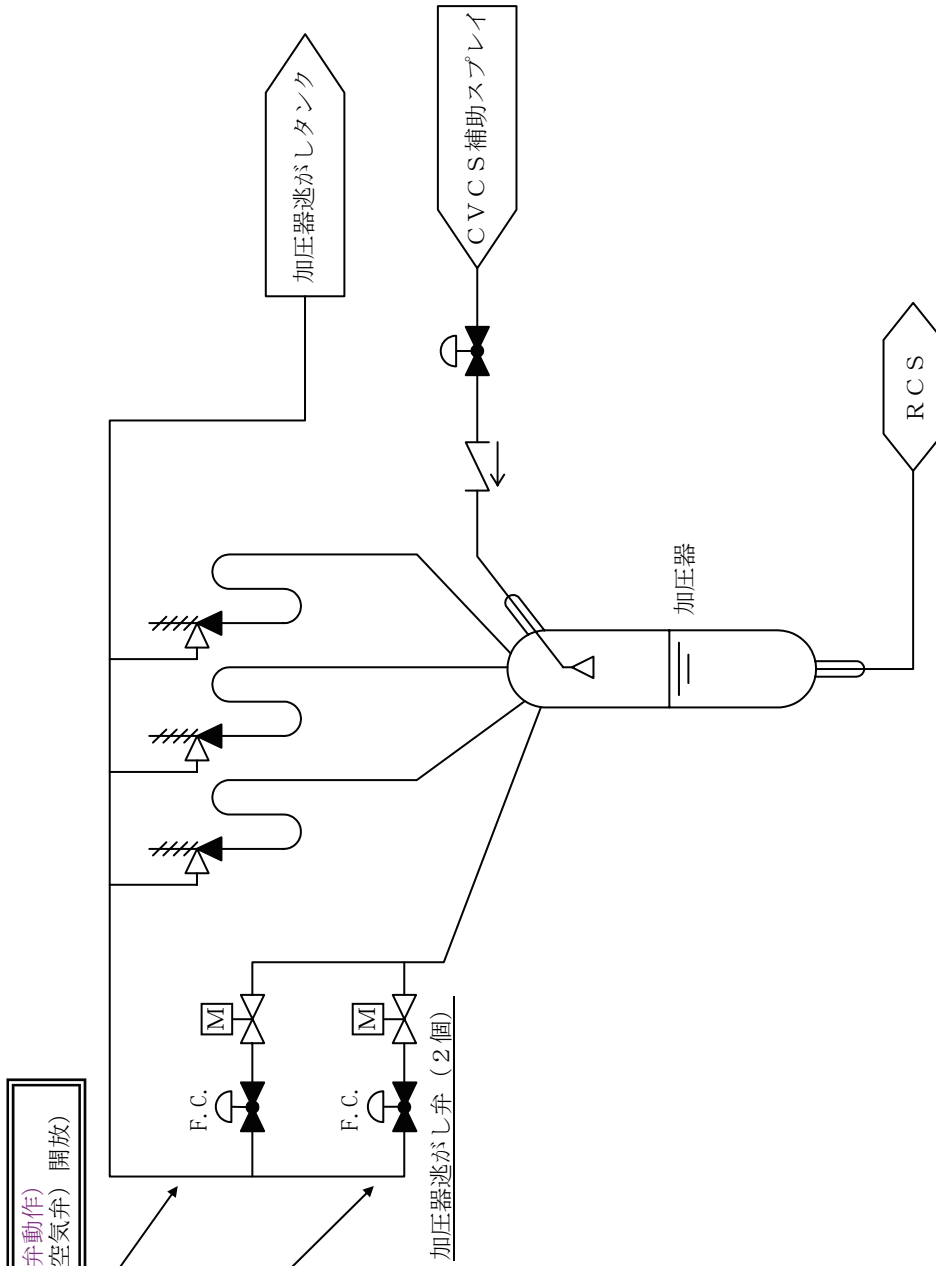 弁動作)
空気弁) 開放)
F.C.
M
F.C.
M
加圧器逃がし弁(2個)
加圧器逃がしタンク
CVCS補助スプレイ
加圧器
RCS